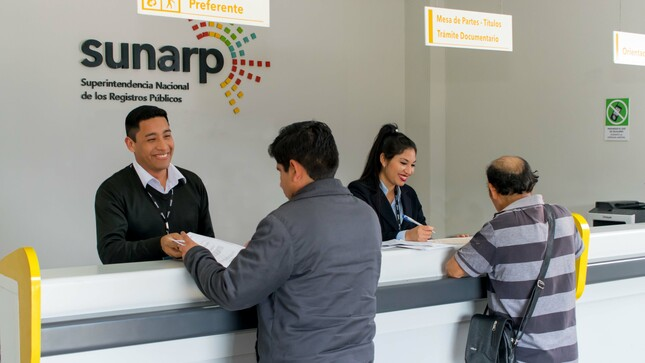 Preferente
Mesa de Partes - Títulos
Trámite Documentario
sunarp
Superintendencia Nacional
de los Registros Públicos